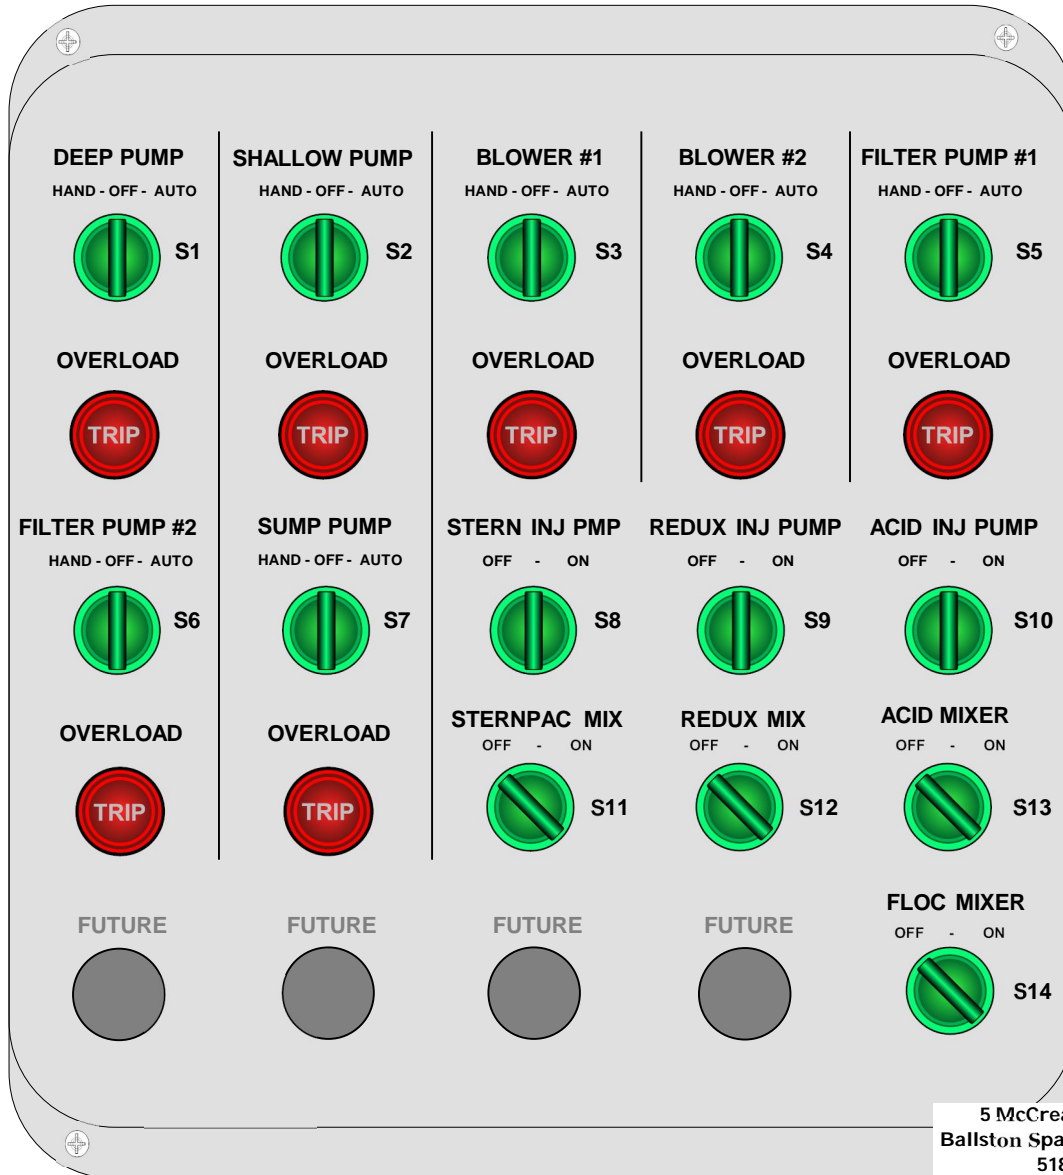 DEEP PUMP
HAND - OFF - AUTO
S1
OVERLOAD
TRIP
SHALLOW PUMP
HAND - OFF - AUTO
S2
OVERLOAD
TRIP
BLOWER #1
HAND - OFF - AUTO
S3
OVERLOAD
TRIP
BLOWER #2
HAND - OFF - AUTO
S4
OVERLOAD
TRIP
FILTER PUMP #1
HAND - OFF - AUTO
S5
OVERLOAD
TRIP
FILTER PUMP #2
HAND - OFF - AUTO
S6
OVERLOAD
TRIP
SUMP PUMP
HAND - OFF - AUTO
S7
OVERLOAD
TRIP
STERN INJ PMP
OFF - ON
S8
REDUX INJ PUMP
OFF - ON
S9
ACID INJ PUMP
OFF - ON
S10
STERNPAC MIX
OFF - ON
S11
REDUX MIX
OFF - ON
S12
ACID MIXER
OFF - ON
S13
FUTURE
FUTURE
FUTURE
FUTURE
FLOC MIXER
OFF - ON
S14
5 McCrea
Ballston Spa
518